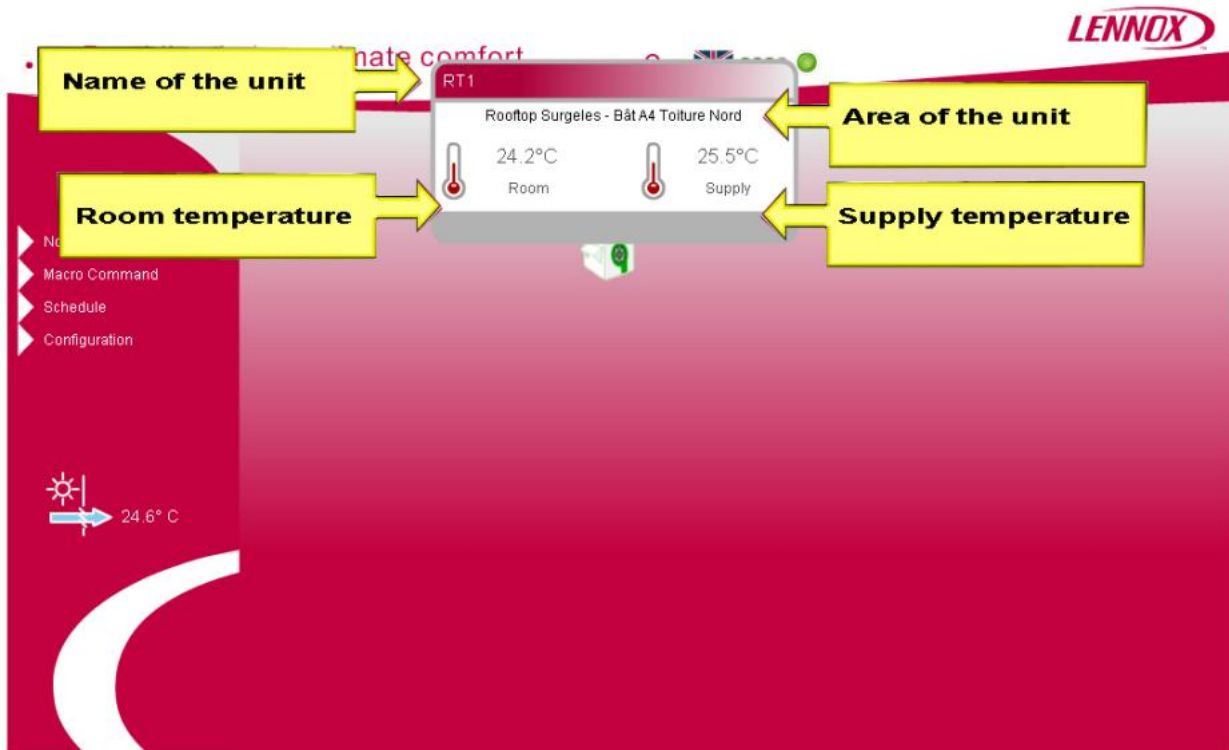 LENNOX
mate comfort
Name of the unit
RT1
Rooftop Surgeles - Bât A4 Toiture Nord
Area of the unit
24.2°C
25.5°C
Room
Supply
Room temperature
Supply temperature
Macro Command
Schedule
Configuration
24.6° C